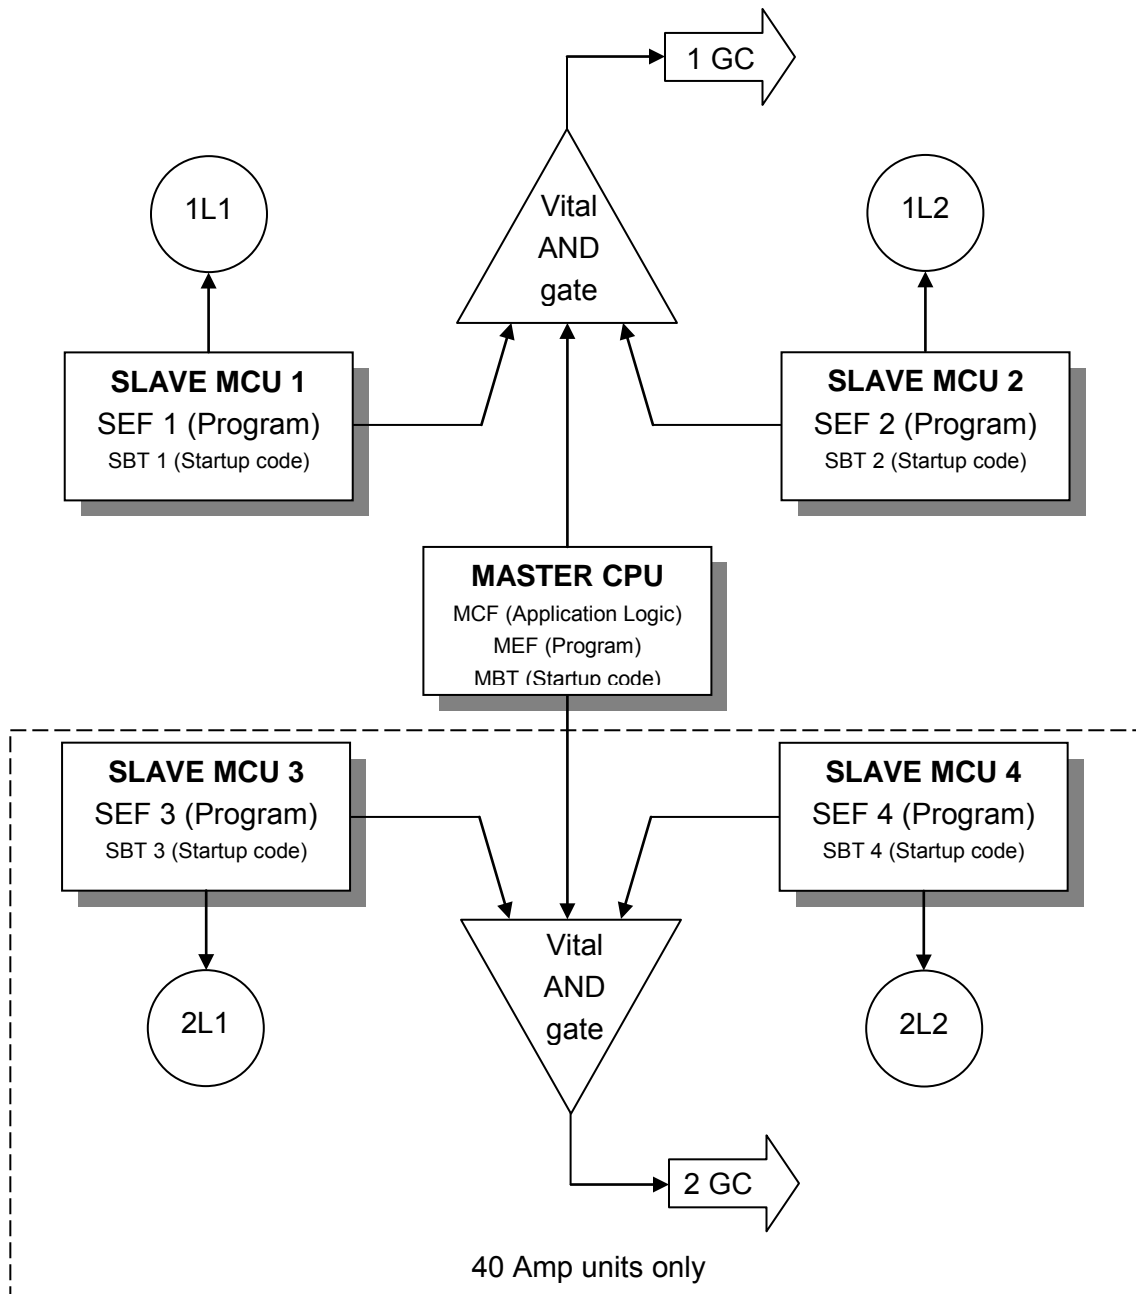 1 GC
1L1
Vital
AND
gate
1L2
SLAVE MCU 1
SEF 1 (Program)
SBT 1 (Startup code)
SLAVE MCU 2
SEF 2 (Program)
SBT 2 (Startup code)
MASTER CPU
MCF (Application Logic)
MEF (Program)
MBT (Startup code)
SLAVE MCU 3
SEF 3 (Program)
SBT 3 (Startup code)
SLAVE MCU 4
SEF 4 (Program)
SBT 4 (Startup code)
2L1
Vital
AND
gate
2L2
2 GC
40 Amp units only